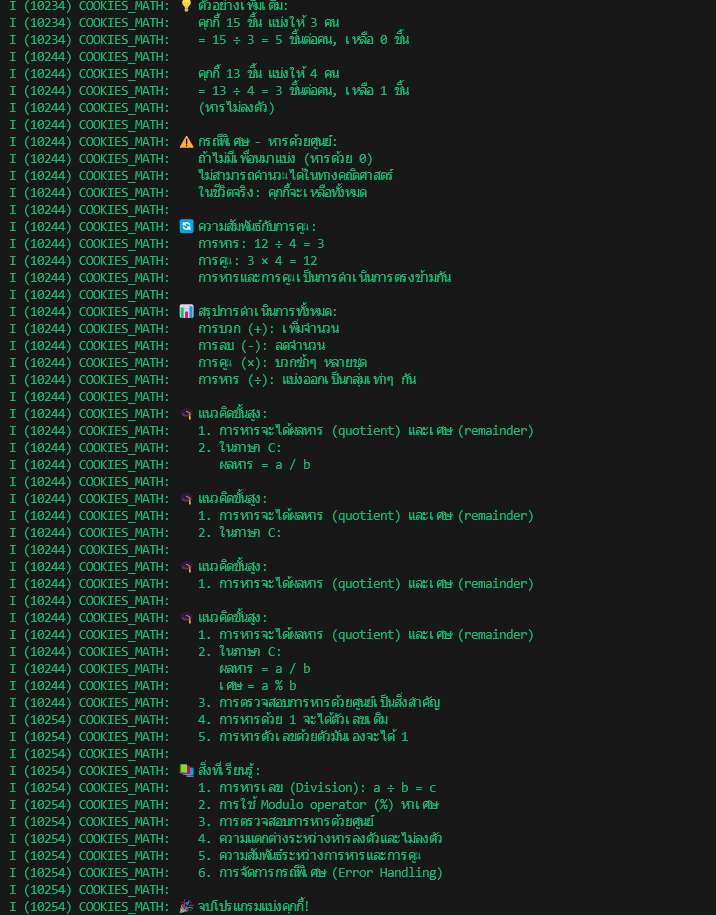 I (10234) COOKIES_MATH: 💡 ตัวอย่างเพิ่มเติม:
I (10234) COOKIES_MATH:    คุกกี้ 15 ชิ้น แบ่งให้ 3 คน
I (10234) COOKIES_MATH:    = 15 ÷ 3 = 5 ชิ้นต่อคน, เหลือ 0 ชิ้น
I (10244) COOKIES_MATH:
I (10244) COOKIES_MATH:    คุกกี้ 13 ชิ้น แบ่งให้ 4 คน
I (10244) COOKIES_MATH:    = 13 ÷ 4 = 3 ชิ้นต่อคน, เหลือ 1 ชิ้น
I (10244) COOKIES_MATH:    (หารไม่ลงตัว)
I (10244) COOKIES_MATH:
I (10244) COOKIES_MATH: ⚠️ กรณีพิเศษ - หารด้วยศูนย์:
I (10244) COOKIES_MATH:    ถ้าไม่มีเพื่อนมาแบ่ง (หารด้วย 0)
I (10244) COOKIES_MATH:    ไม่สามารถคำนวณได้ในทางคณิตศาสตร์
I (10244) COOKIES_MATH:    ในชีวิตจริง: คุกกี้จะเหลือทั้งหมด
I (10244) COOKIES_MATH:
I (10244) COOKIES_MATH: 🔄 ความสัมพันธ์กับการคูณ:
I (10244) COOKIES_MATH:    การหาร: 12 ÷ 4 = 3
I (10244) COOKIES_MATH:    การคูณ: 3 × 4 = 12
I (10244) COOKIES_MATH:    การหารและการคูณเป็นการดำเนินการตรงข้ามกัน
I (10244) COOKIES_MATH:
I (10244) COOKIES_MATH: 📊 สรุปการดำเนินการทั้งหมด:
I (10244) COOKIES_MATH:    การบวก (+): เพิ่มจำนวน
I (10244) COOKIES_MATH:    การลบ (-): ลดจำนวน
I (10244) COOKIES_MATH:    การคูณ (×): บวกซ้ำๆ หลายชุด
I (10244) COOKIES_MATH:    การหาร (÷): แบ่งออกเป็นกลุ่มเท่าๆ กัน
I (10244) COOKIES_MATH:
I (10244) COOKIES_MATH: 🎓 แนวคิดขั้นสูง:
I (10244) COOKIES_MATH:    1. การหารจะได้ผลหาร (quotient) และเศษ (remainder)
I (10244) COOKIES_MATH:    2. ในภาษา C:
I (10244) COOKIES_MATH:       ผลหาร = a / b
I (10244) COOKIES_MATH:
I (10244) COOKIES_MATH: 🎓 แนวคิดขั้นสูง:
I (10244) COOKIES_MATH:    1. การหารจะได้ผลหาร (quotient) และเศษ (remainder)
I (10244) COOKIES_MATH:    2. ในภาษา C:
I (10244) COOKIES_MATH:
I (10244) COOKIES_MATH: 🎓 แนวคิดขั้นสูง:
I (10244) COOKIES_MATH:    1. การหารจะได้ผลหาร (quotient) และเศษ (remainder)
I (10244) COOKIES_MATH:
I (10244) COOKIES_MATH: 🎓 แนวคิดขั้นสูง:
I (10244) COOKIES_MATH:    1. การหารจะได้ผลหาร (quotient) และเศษ (remainder)
I (10244) COOKIES_MATH:    2. ในภาษา C:
I (10244) COOKIES_MATH:       ผลหาร = a / b
I (10244) COOKIES_MATH:       เศษ = a % b
I (10244) COOKIES_MATH:    3. การตรวจสอบการหารด้วยศูนย์เป็นสิ่งสำคัญ
I (10254) COOKIES_MATH:    4. การหารด้วย 1 จะได้ตัวเลขเดิม
I (10254) COOKIES_MATH:    5. การหารตัวเลขด้วยตัวมันเองจะได้ 1
I (10254) COOKIES_MATH:
I (10254) COOKIES_MATH: 📚 สิ่งที่เรียนรู้:
I (10254) COOKIES_MATH:    1. การหารเลข (Division): a ÷ b = c
I (10254) COOKIES_MATH:    2. การใช้ Modulo operator (%) หาเศษ
I (10254) COOKIES_MATH:    3. การตรวจสอบการหารด้วยศูนย์
I (10254) COOKIES_MATH:    4. ความแตกต่างระหว่างหารลงตัวและไม่ลงตัว
I (10254) COOKIES_MATH:    5. ความสัมพันธ์ระหว่างการหารและการคูณ
I (10254) COOKIES_MATH:    6. การจัดการกรณีพิเศษ (Error Handling)
I (10254) COOKIES_MATH:
I (10254) COOKIES_MATH: 🎉 จบโปรแกรมแบ่งคุกกี้!